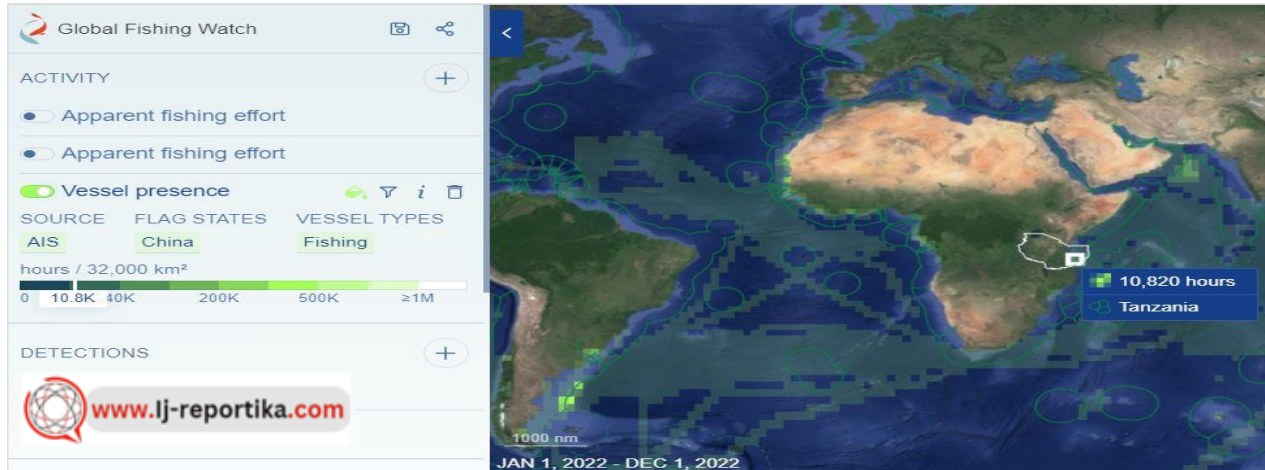 Global Fishing Watch
ACTIVITY
Apparent fishing effort
Apparent fishing effort
Vessel presence
SOURCE FLAG STATES VESSEL TYPES
AIS China Fishing
hours / 32,000 km²
0 10.8K 40K 200K 500K ≥1M
DETECTIONS
www.lj-reportika.com
10,820 hours
Tanzania
1000 nm
JAN 1, 2022 - DEC 1, 2022